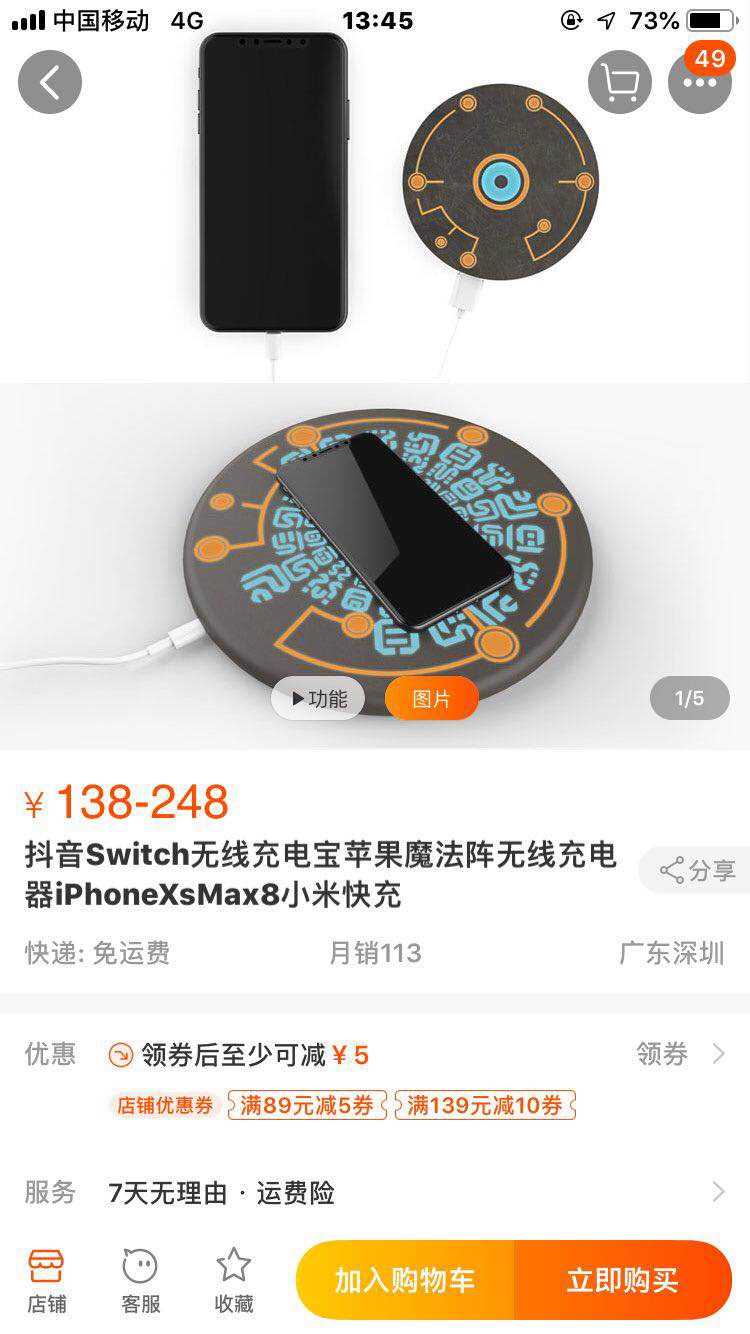 中国移动 4G 13:45 73%
49
功能 图片 1/5
¥ 138-248
抖音Switch无线充电宝苹果魔法阵无线充电
器iPhoneXsMax8小米快充
分享
快递: 免运费 月销113 广东深圳
优惠 领券后至少可减 ¥ 5 领券
店铺优惠券 满89元减5券 满139元减10券
服务 7天无理由 · 运费险
店铺 客服 收藏 加入购物车 立即购买